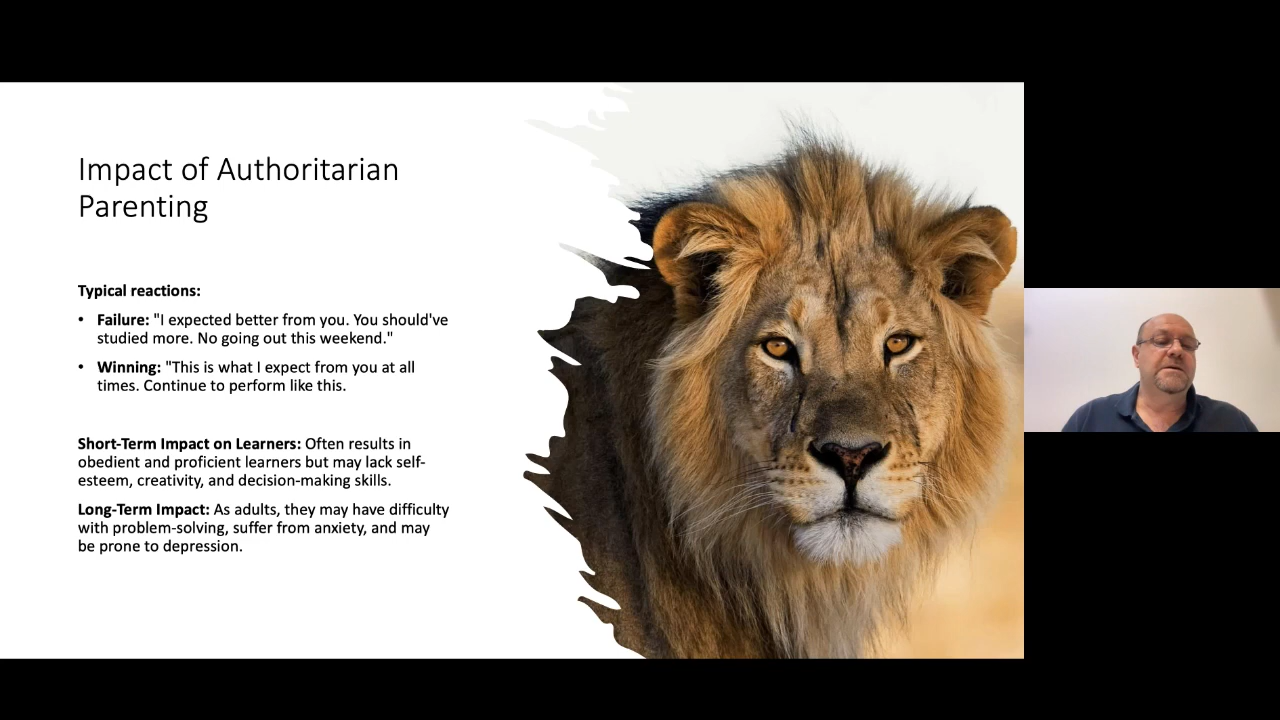 Impact of Authoritarian
Parenting
Typical reactions:
• Failure: "I expected better from you. You should've
studied more. No going out this weekend."
• Winning: "This is what I expect from you at all
times. Continue to perform like this.
Short-Term Impact on Learners: Often results in
obedient and proficient learners but may lack self-
esteem, creativity, and decision-making skills.
Long-Term Impact: As adults, they may have difficulty
with problem-solving, suffer from anxiety, and may
be prone to depression.